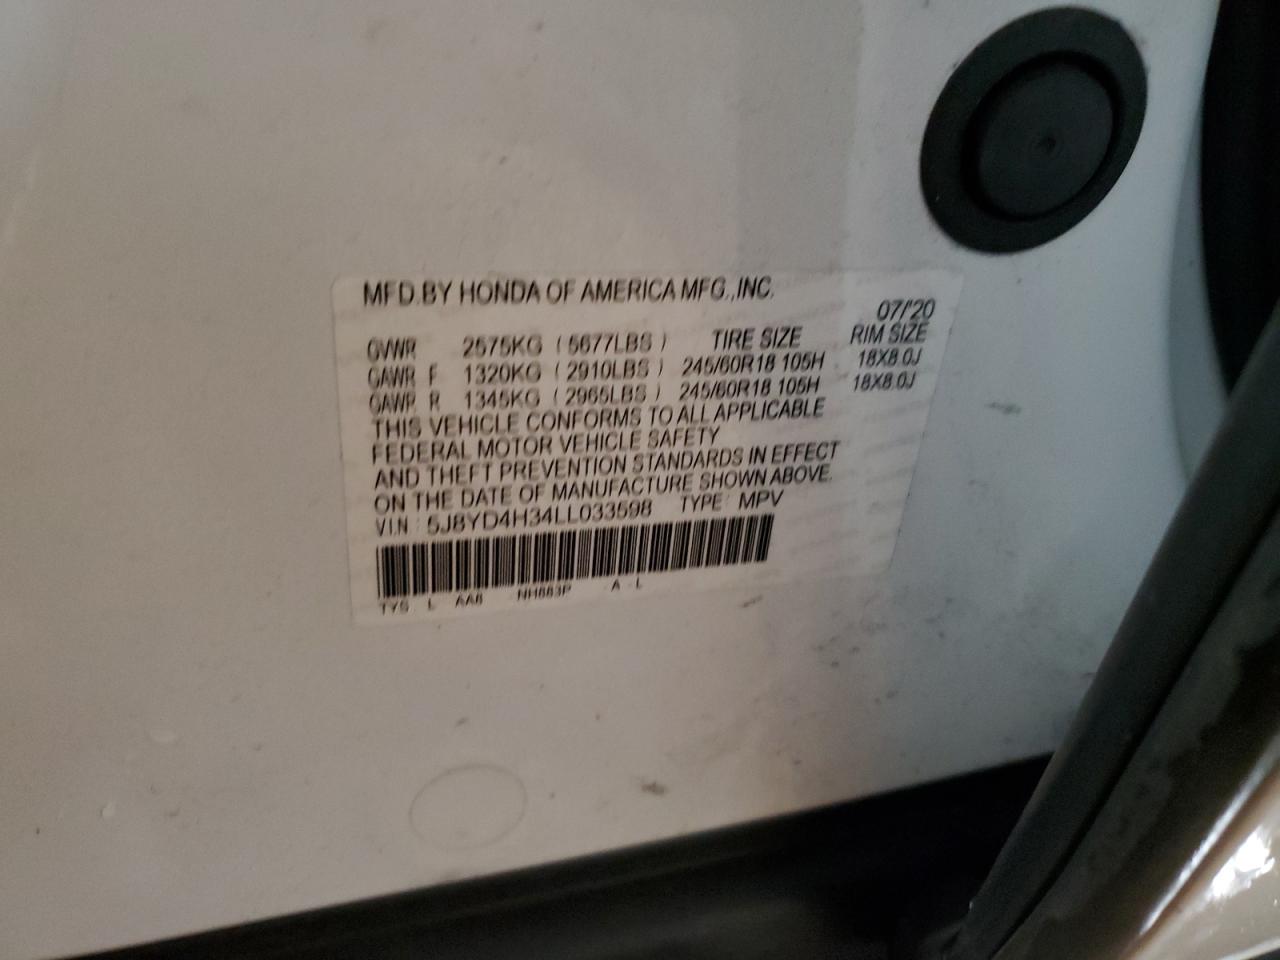 MFD.BY HONDA OF AMERICA MFG.,INC.
07/'20
GVWR 2575KG (5677LBS) TIRE SIZE RIM SIZE
GAWR F 1320KG (2910LBS) 245/60R18 105H 18X8.0J
GAWR R 1345KG (2965LBS) 245/60R18 105H 18X8.0J
THIS VEHICLE CONFORMS TO ALL APPLICABLE
FEDERAL MOTOR VEHICLE SAFETY
AND THEFT PREVENTION STANDARDS IN EFFECT
ON THE DATE OF MANUFACTURE SHOWN ABOVE.
V.I.N.: 5J8YD4H34LL033598 TYPE: MPV
TYS L AA6 NH883P A - L